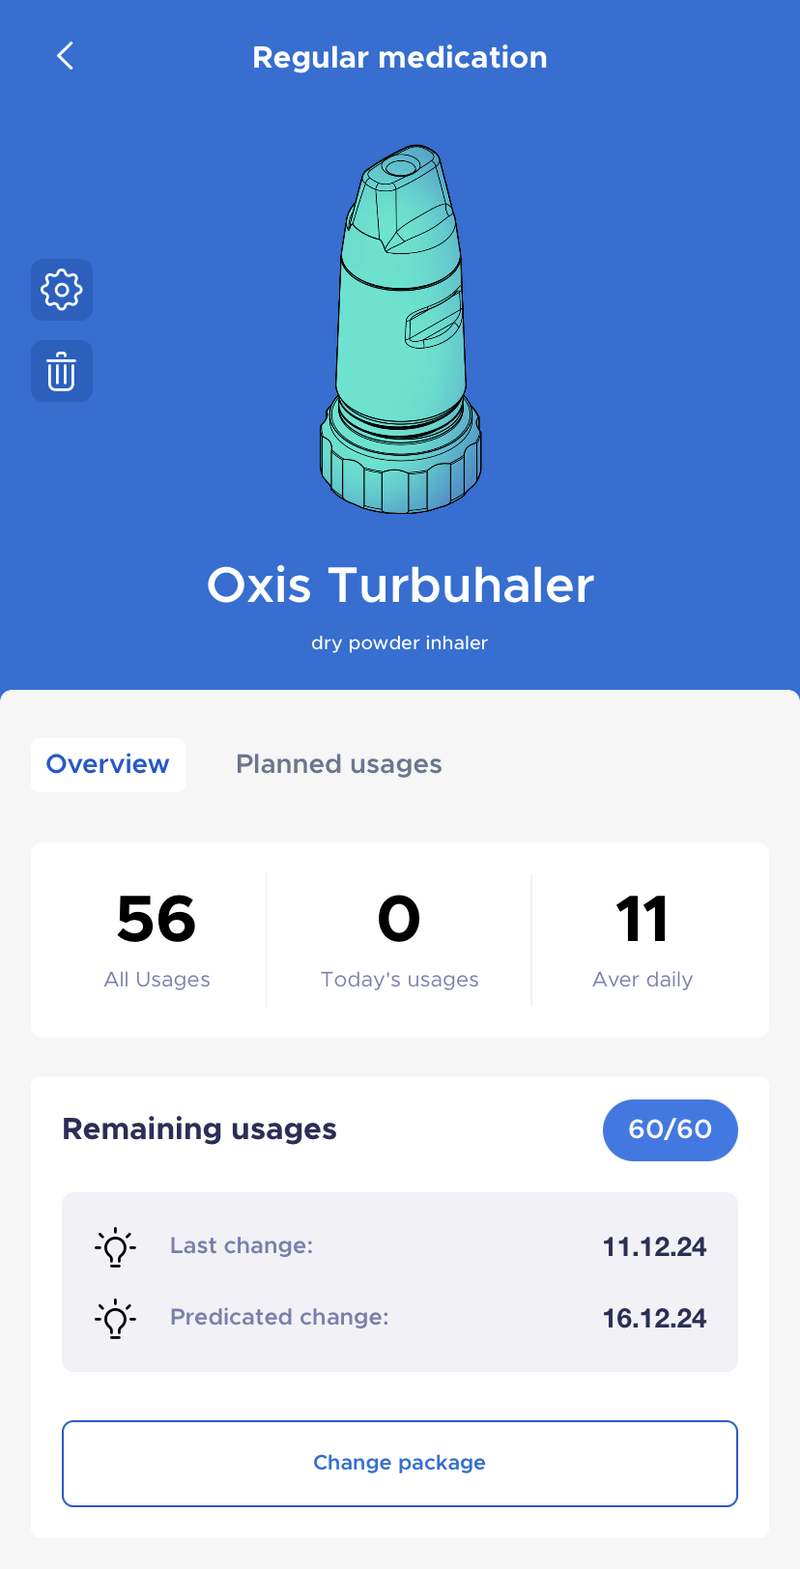 Regular medication
Oxis Turbuhaler
dry powder inhaler
Overview Planned usages
56 0 11
All Usages Today's usages Aver daily
Remaining usages 60/60
Last change: 11.12.24
Predicated change: 16.12.24
Change package